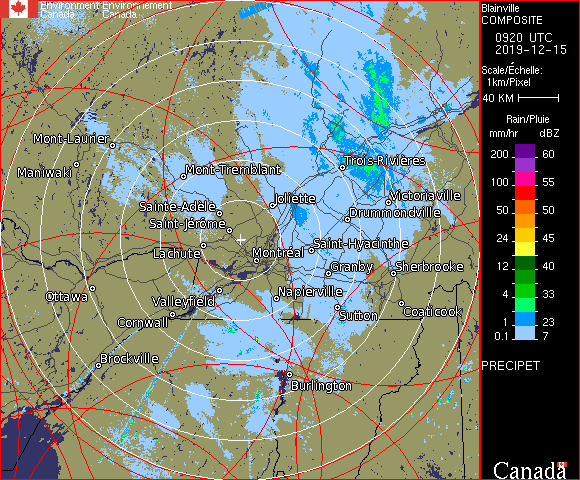 Environment Environnement
Canada Canada
Blainville
COMPOSITE
0920 UTC
2019-12-15
Scale/Échelle:
1km/Pixel
40 KM
Rain/Pluie
mm/hr dBZ
200 60
100 55
50 50
24 45
12 40
4 33
1 23
0.1 7
PRECIPET
Canada
Mont-Laurier
Maniwaki
Mont-Tremblant
Trois-Rivières
Sainte-Adèle
Joliette
Victoriaville
Drummondville
Saint-Jérôme
Lachute
Montréal
Saint-Hyacinthe
Granby
Sherbrooke
Ottawa
Valleyfield
Napierville
Cornwall
Sutton
Coaticook
Brockville
Burlington